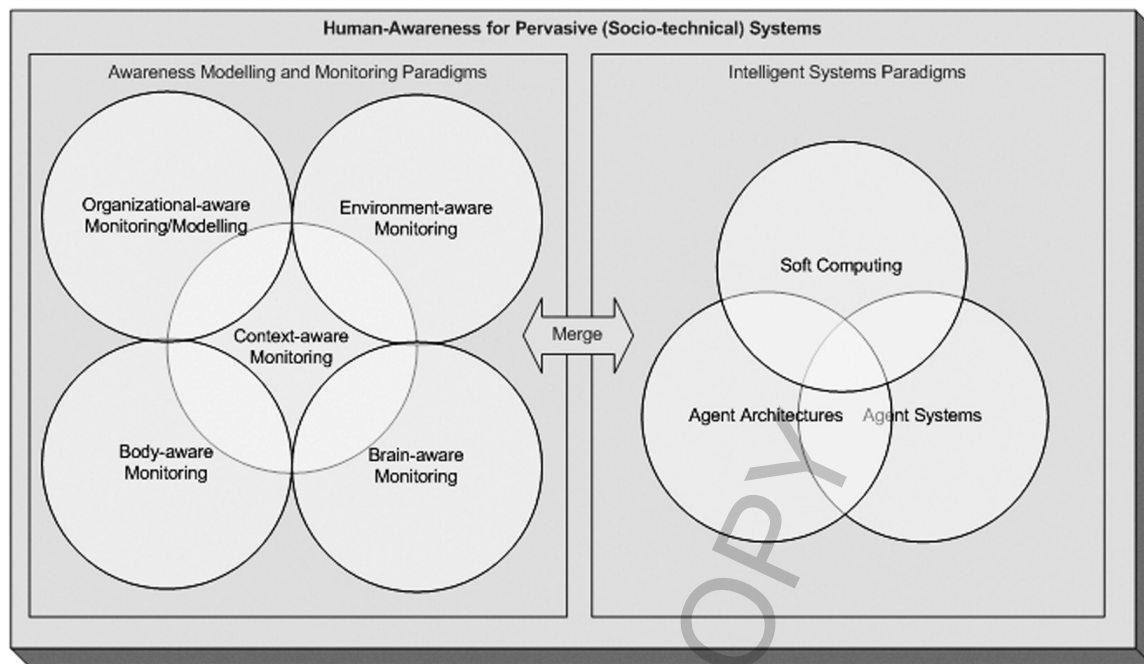 Human-Awareness for Pervasive (Socio-technical) Systems
Awareness Modelling and Monitoring Paradigms
Organizational-aware
Monitoring/Modelling
Environment-aware
Monitoring
Context-aware
Monitoring
Body-aware
Monitoring
Brain-aware
Monitoring
Merge
Intelligent Systems Paradigms
Soft Computing
Agent Architectures
Agent Systems
OPY